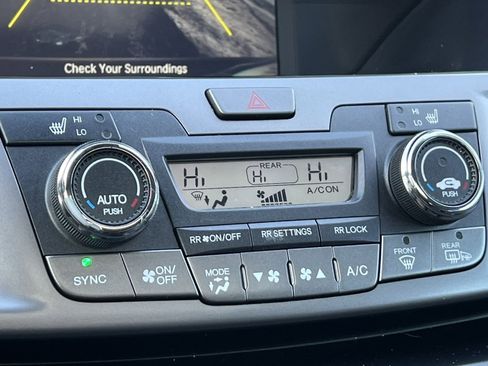 Check Your Surroundings
HI
LO
HI
LO
REAR
Hi Hi Hi
A/C ON
AUTO
PUSH
PUSH
RR ON/OFF RR SETTINGS RR LOCK
SYNC
ON/
OFF
MODE
A/C
FRONT
REAR